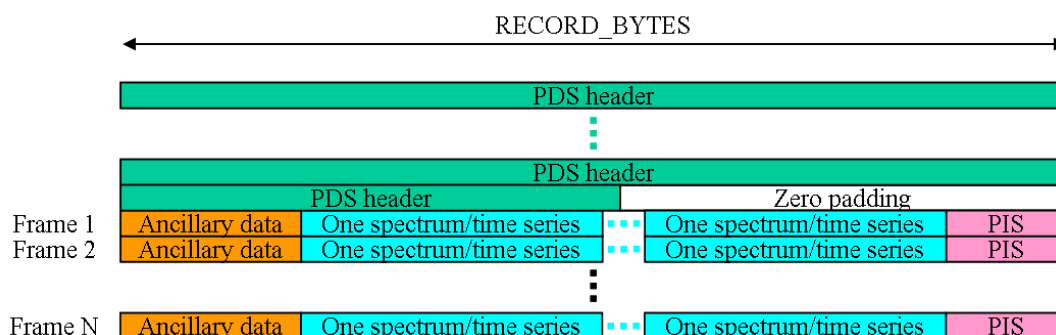 RECORD_BYTES
PDS header
PDS header
PDS header Zero padding
Frame 1 Ancillary data One spectrum/time series One spectrum/time series PIS
Frame 2 Ancillary data One spectrum/time series One spectrum/time series PIS
Frame N Ancillary data One spectrum/time series One spectrum/time series PIS